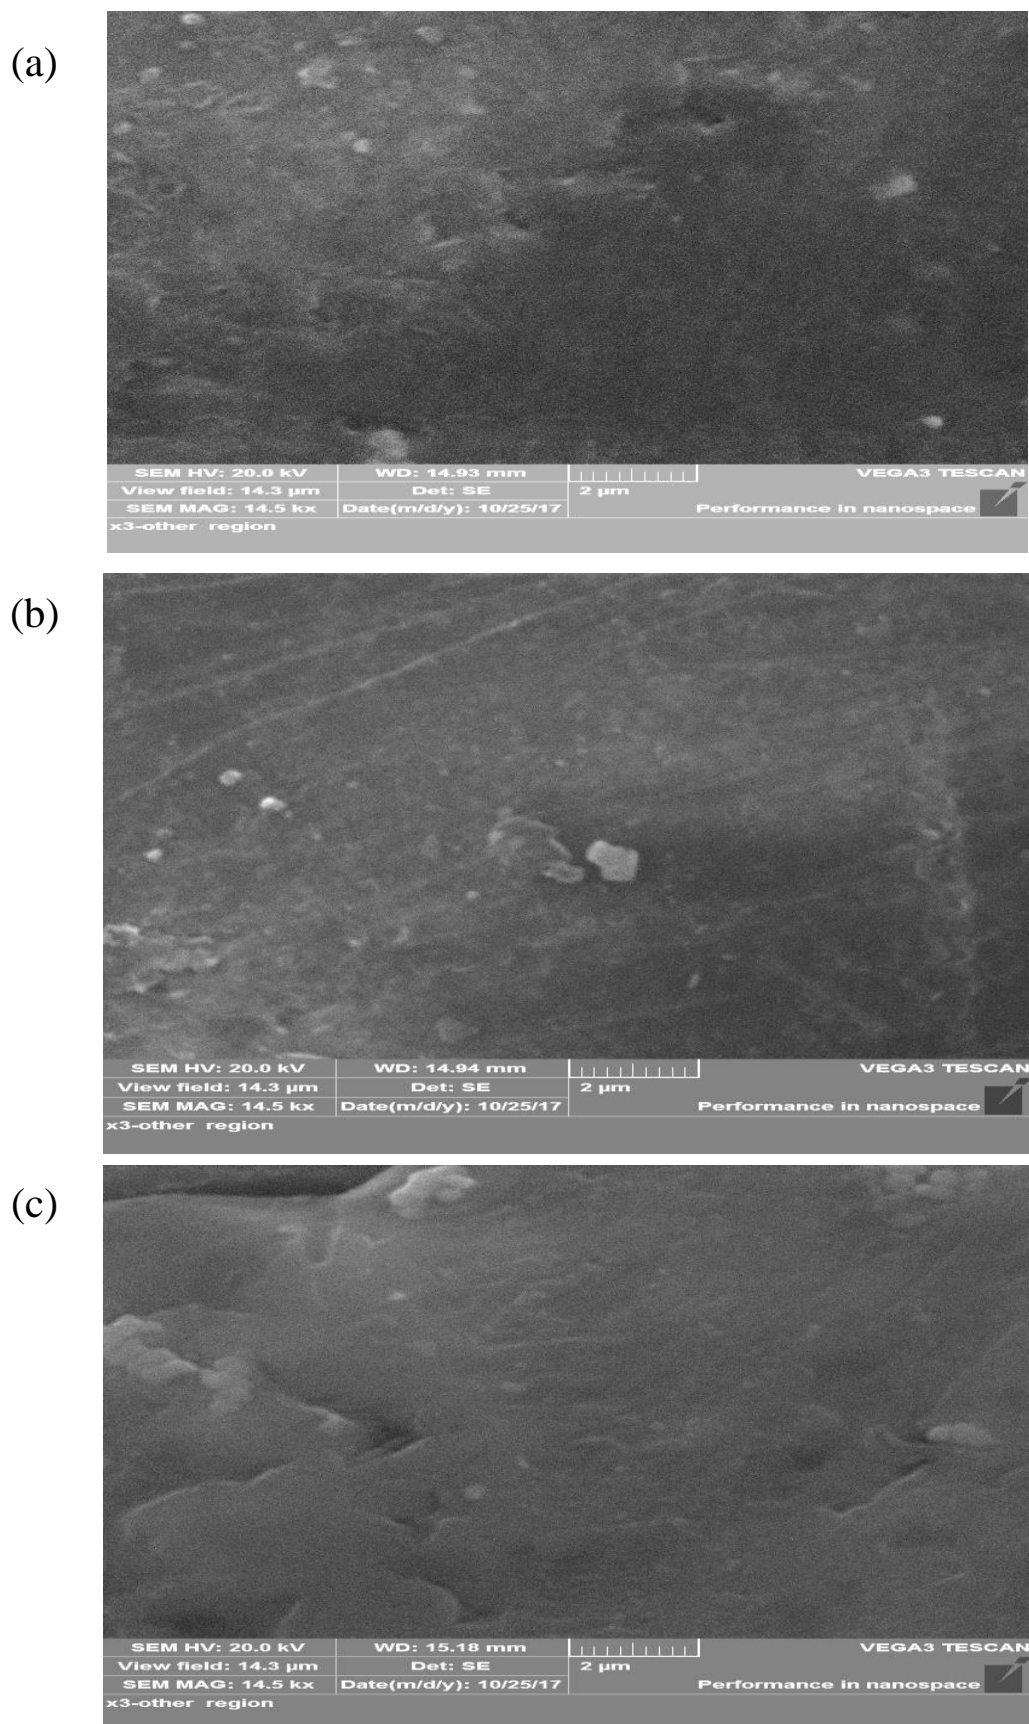 (a)
SEM HV: 20.0 kV WD: 14.93 mm VEGA3 TESCAN
View field: 14.3 µm Det: SE 2 µm
SEM MAG: 14.5 kx Date(m/d/y): 10/25/17 Performance in nanospace
x3-other region
(b)
SEM HV: 20.0 kV WD: 14.94 mm VEGA3 TESCAN
View field: 14.3 µm Det: SE 2 µm
SEM MAG: 14.5 kx Date(m/d/y): 10/25/17 Performance in nanospace
x3-other region
(c)
SEM HV: 20.0 kV WD: 15.18 mm VEGA3 TESCAN
View field: 14.3 µm Det: SE 2 µm
SEM MAG: 14.5 kx Date(m/d/y): 10/25/17 Performance in nanospace
x3-other region